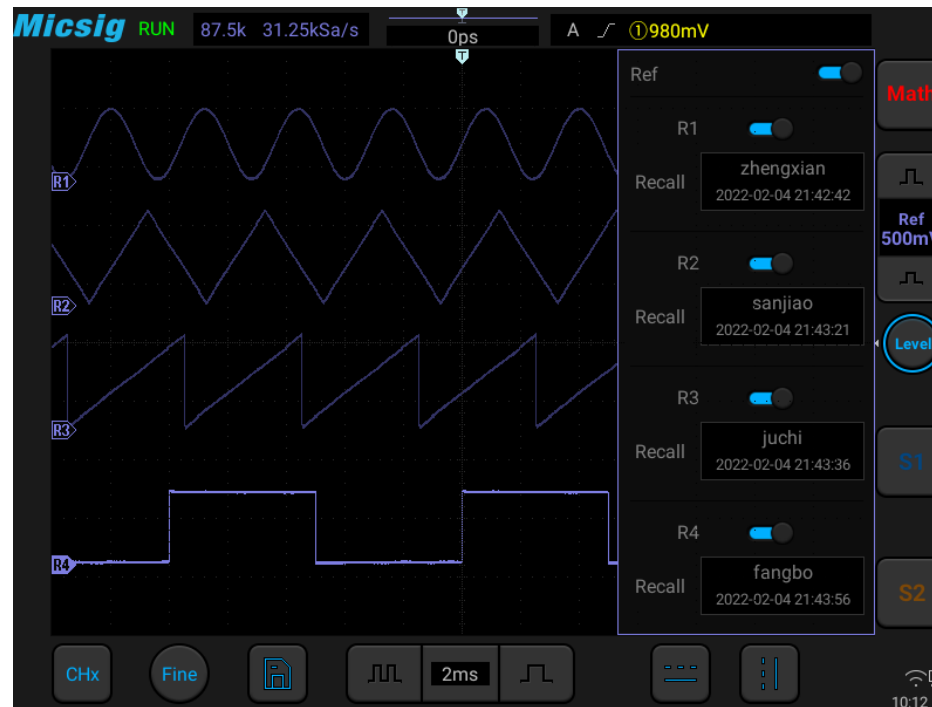 Micsig RUN 87.5k 31.25kSa/s 0ps A ①980mV
T
T
Ref
Math
R1
R1
Recall zhengxian
2022-02-04 21:42:42
Ref
500mV
R2
R2
Recall sanjiao
2022-02-04 21:43:21
Level
R3
R3
Recall juchi
2022-02-04 21:43:36
S1
R4
R4
Recall fangbo
2022-02-04 21:43:56
S2
CHx Fine 2ms
10:12